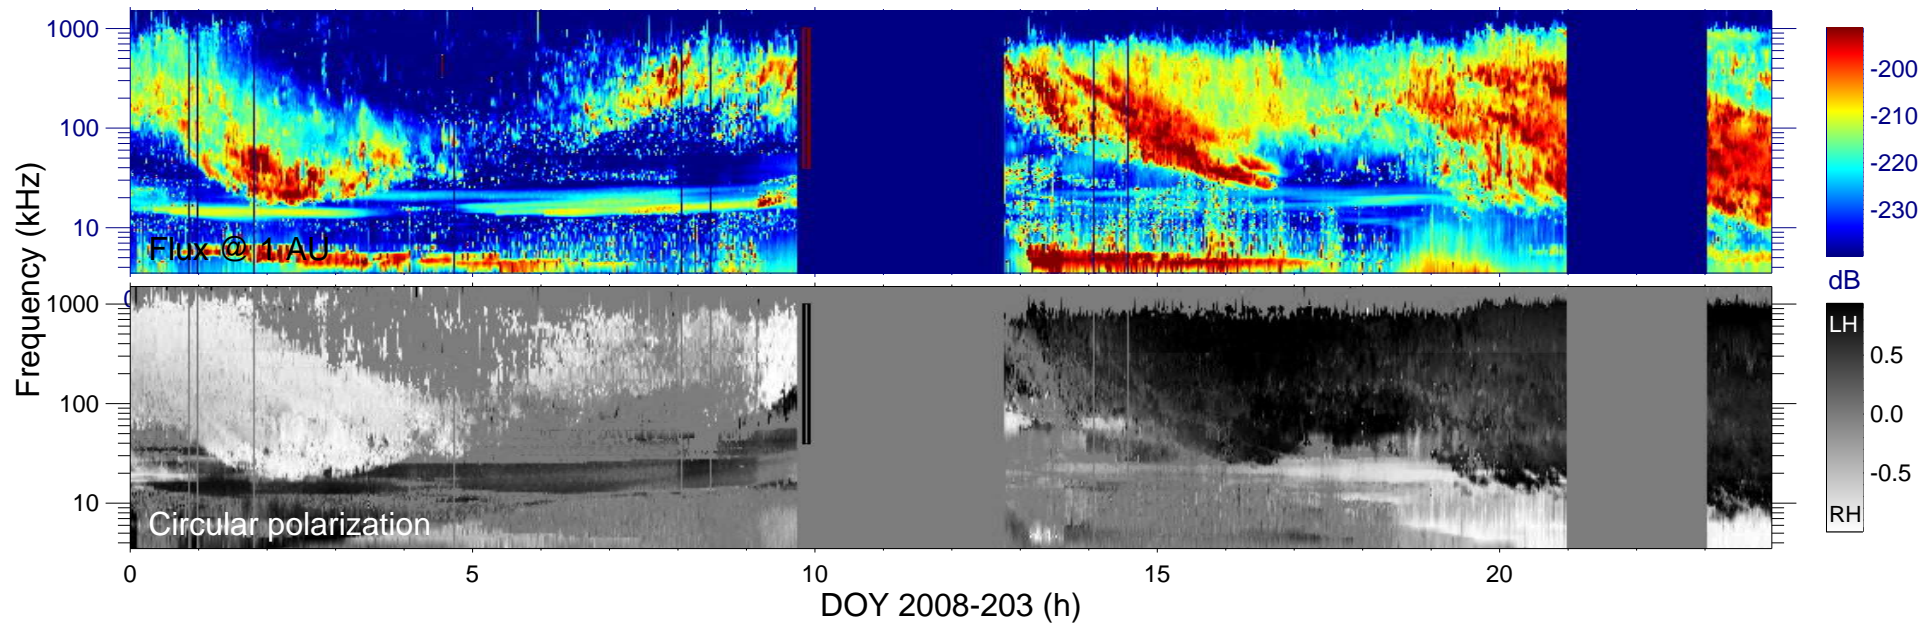 Frequency (kHz)
1000
100
10
Flux @ 1 AU
-200
-210
-220
-230
dB
0
1000
100
10
Circular polarization
LH
0.5
0.0
-0.5
RH
0
5
10
15
20
DOY 2008-203 (h)